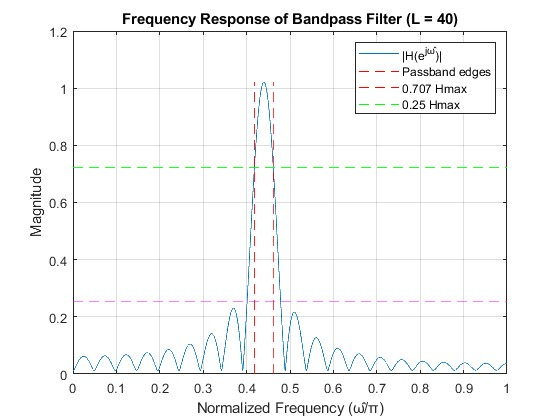 Frequency Response of Bandpass Filter (L = 40)
|H(e^jω̂)|
Passband edges
0.707 Hmax
0.25 Hmax
1.2
1
0.8
0.6
0.4
0.2
0
Magnitude
0 0.1 0.2 0.3 0.4 0.5 0.6 0.7 0.8 0.9 1
Normalized Frequency (ω̂/π)